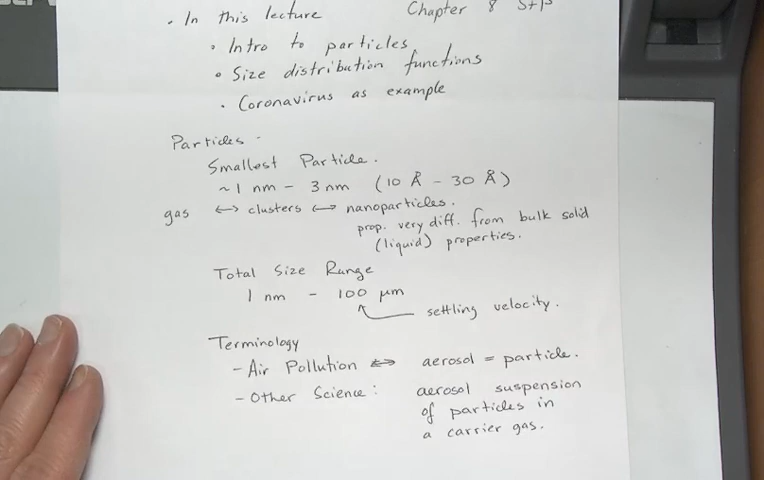 • In this lecture Chapter 8 S+P
• Intro to particles
• Size distribution functions
• Coronavirus as example
Particles -
Smallest Particle.
~1 nm - 3 nm (10 Å - 30 Å)
gas ↔ clusters ↔ nanoparticles.
prop. very diff. from bulk solid
(liquid) properties.
Total Size Range
1 nm - 100 μm
settling velocity.
Terminology
- Air Pollution ↔ aerosol = particle.
- Other Science: aerosol suspension
of particles in
a carrier gas.